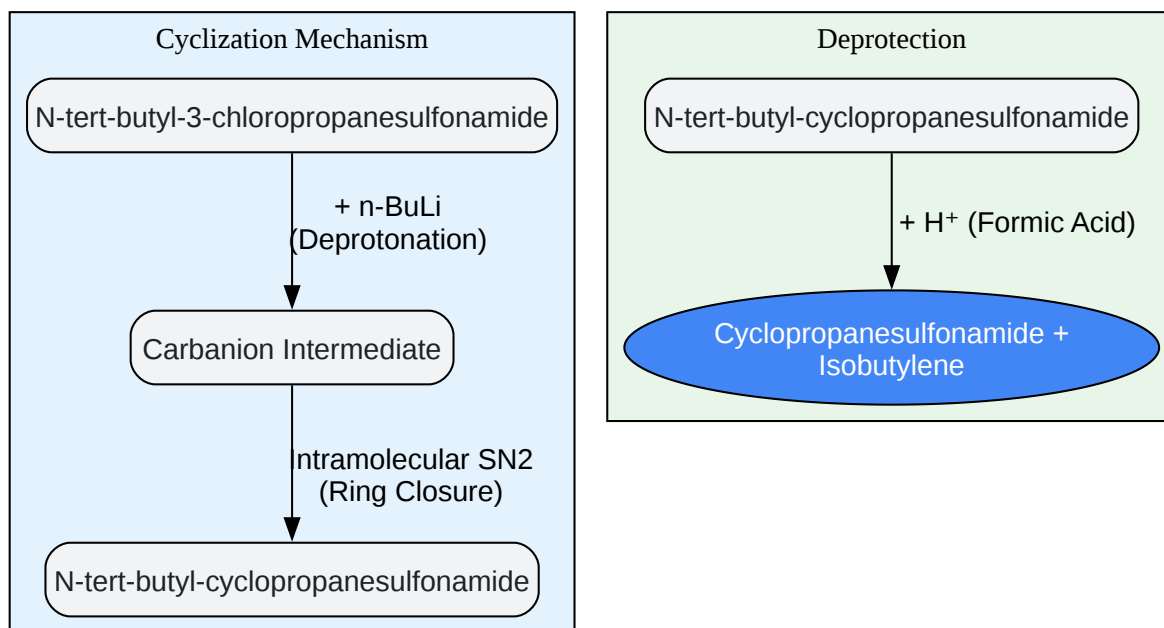 Cyclization Mechanism
N-tert-butyl-3-chloropropanesulfonamide
+ n-BuLi
(Deprotonation)
Carbanion Intermediate
Intramolecular SN2
(Ring Closure)
N-tert-butyl-cyclopropanesulfonamide
Deprotection
N-tert-butyl-cyclopropanesulfonamide
+ H⁺ (Formic Acid)
Cyclopropanesulfonamide +
Isobutylene